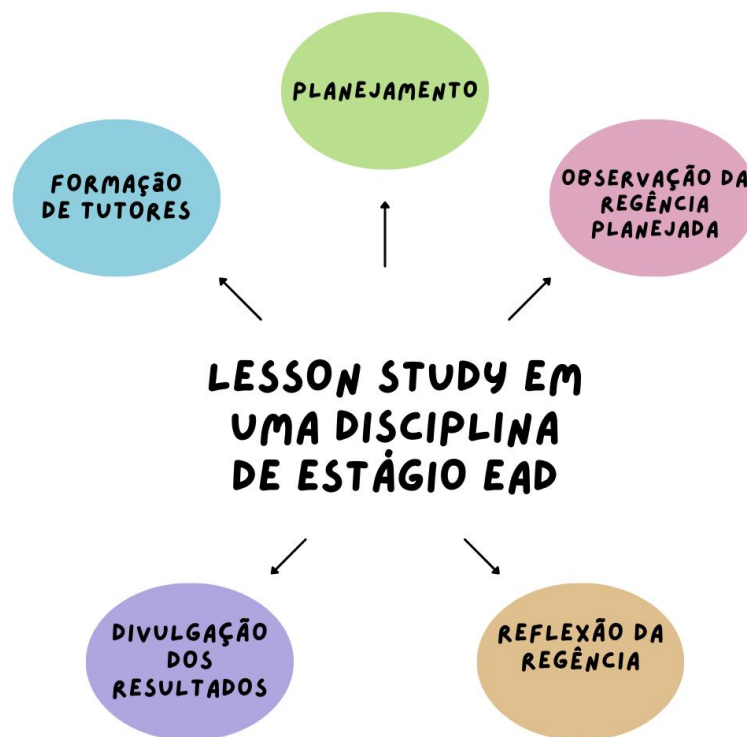 PLANEJAMENTO
FORMAÇÃO
DE TUTORES
OBSERVAÇÃO DA
REGÊNCIA
PLANEJADA
LESSON STUDY EM
UMA DISCIPLINA
DE ESTÁGIO EAD
DIVULGAÇÃO
DOS
RESULTADOS
REFLEXÃO DA
REGÊNCIA